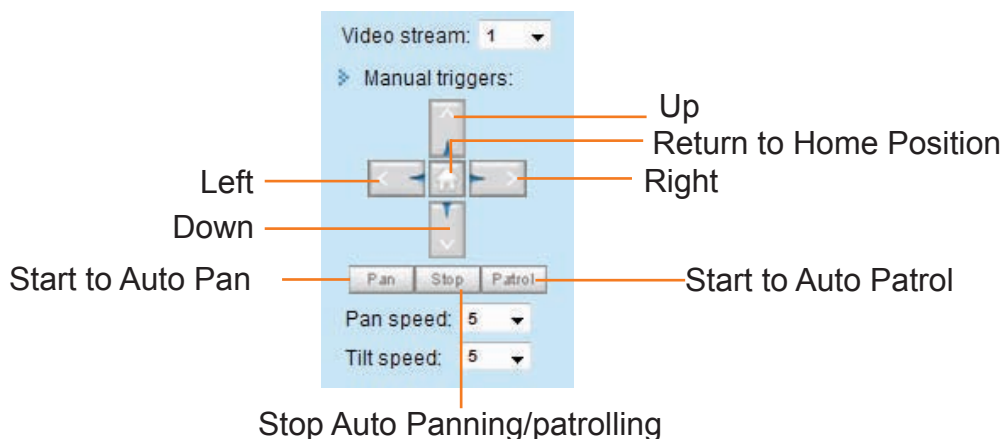 Video stream: 1
Manual triggers:
Up
Return to Home Position
Left
Right
Down
Start to Auto Pan
Pan Stop Patrol
Start to Auto Patrol
Pan speed: 5
Tilt speed: 5
Stop Auto Panning/patrolling